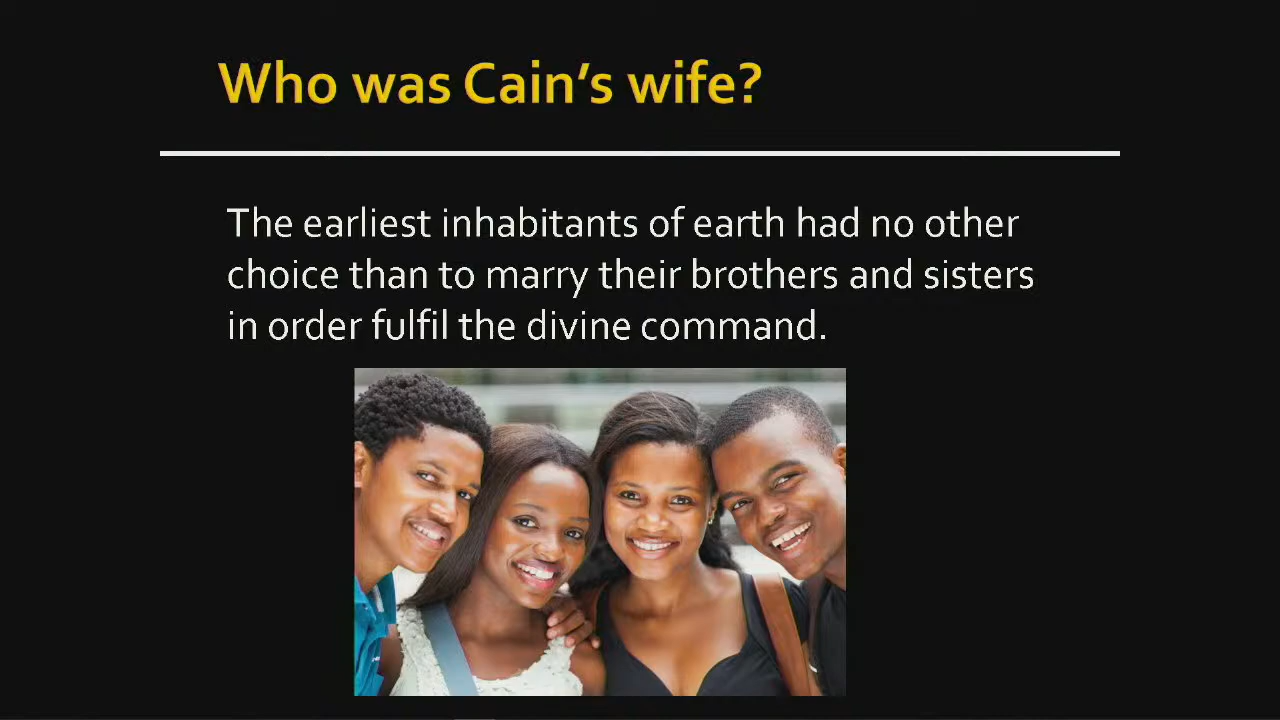 Who was Cain’s wife?
The earliest inhabitants of earth had no other
choice than to marry their brothers and sisters
in order fulfil the divine command.